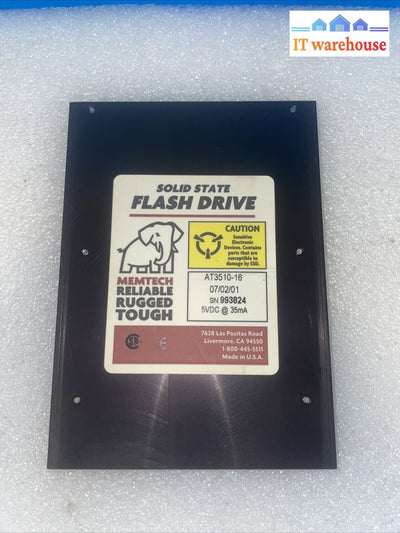 IT warehouse
SOLID STATE
FLASH DRIVE
MEMTECH
RELIABLE
RUGGED
TOUGH
CAUTION
Sensitive
Electronic
Devices. Contains
parts that are
susceptible to
damage by ESD.
AT3510-16
07/02/01
SN 993824
5VDC @ 35mA
7628 Las Positas Road
Livermore, CA 94550
1-800-445-5511
Made in U.S.A.